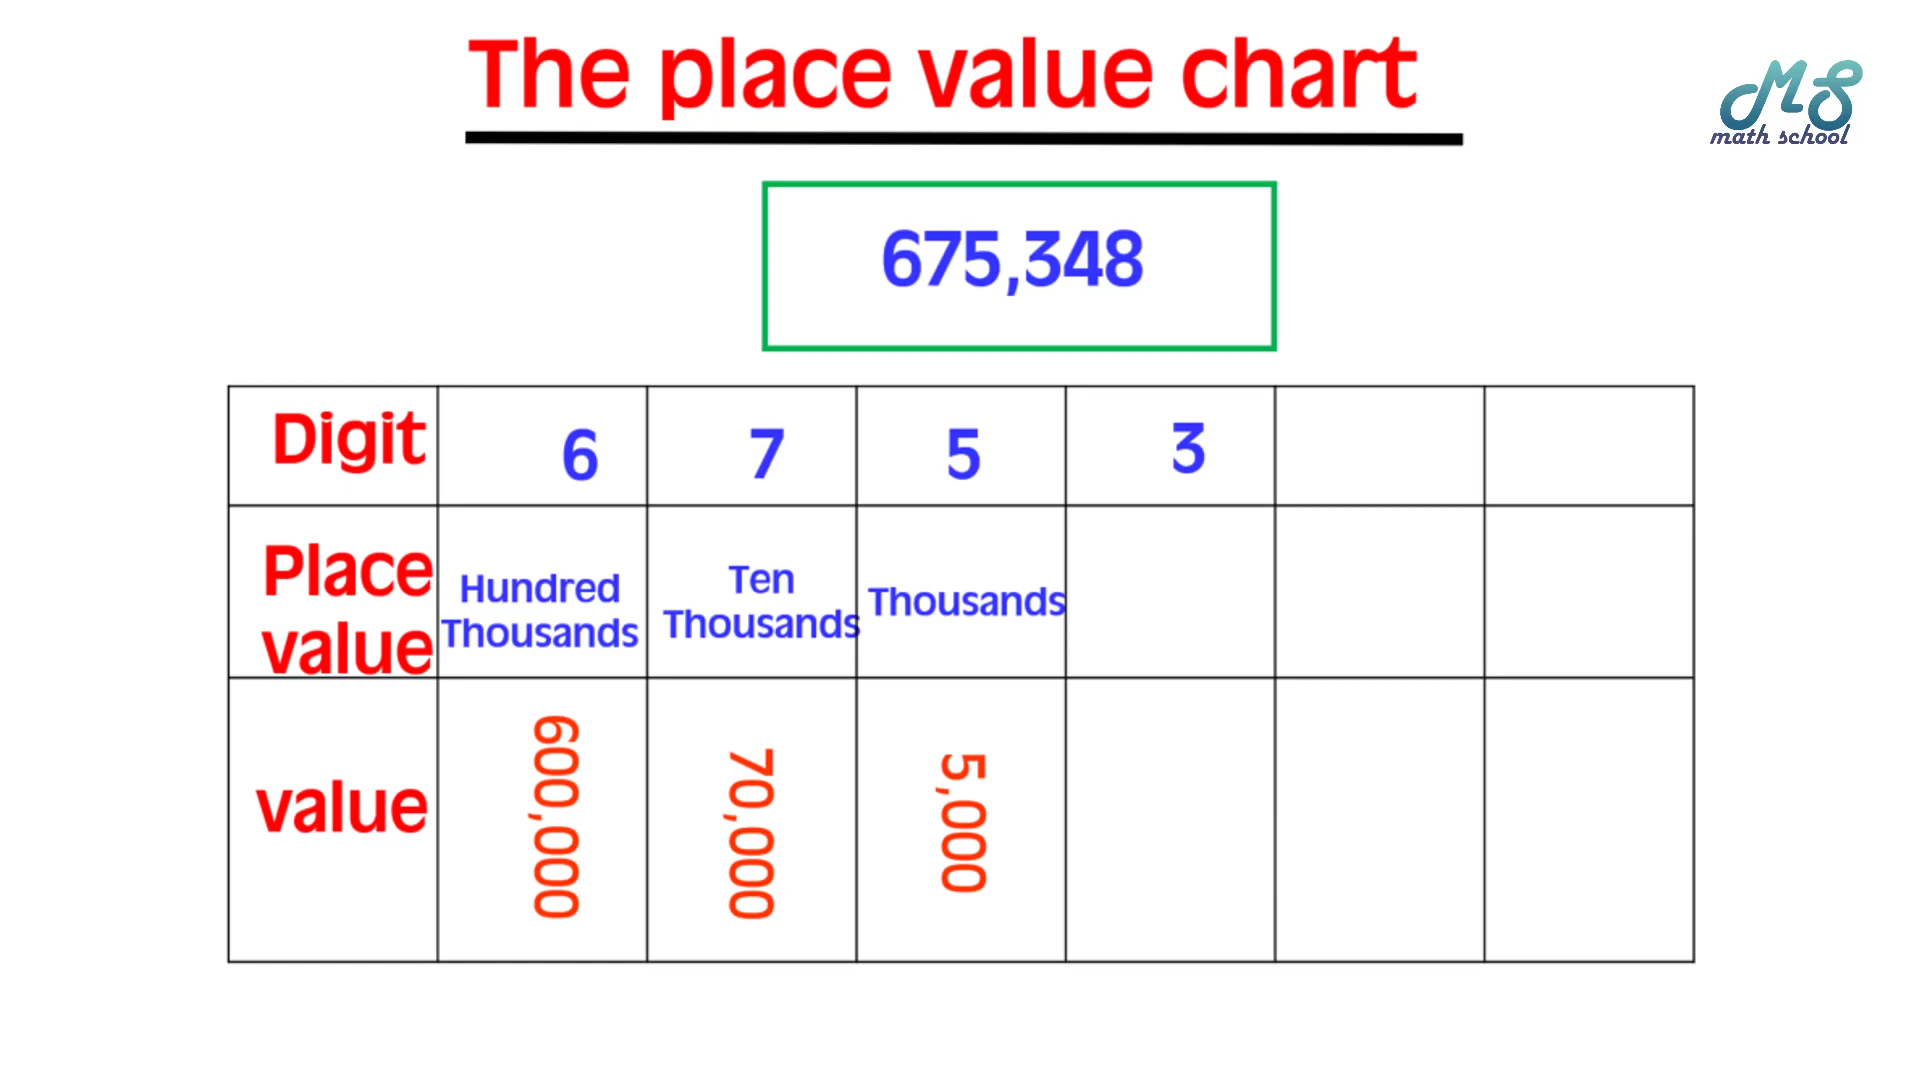 The place value chart
MS
math school
675,348
Digit 6 7 5 3
Place value
Hundred Thousands
Ten Thousands
Thousands
value 600,000 70,000 5,000